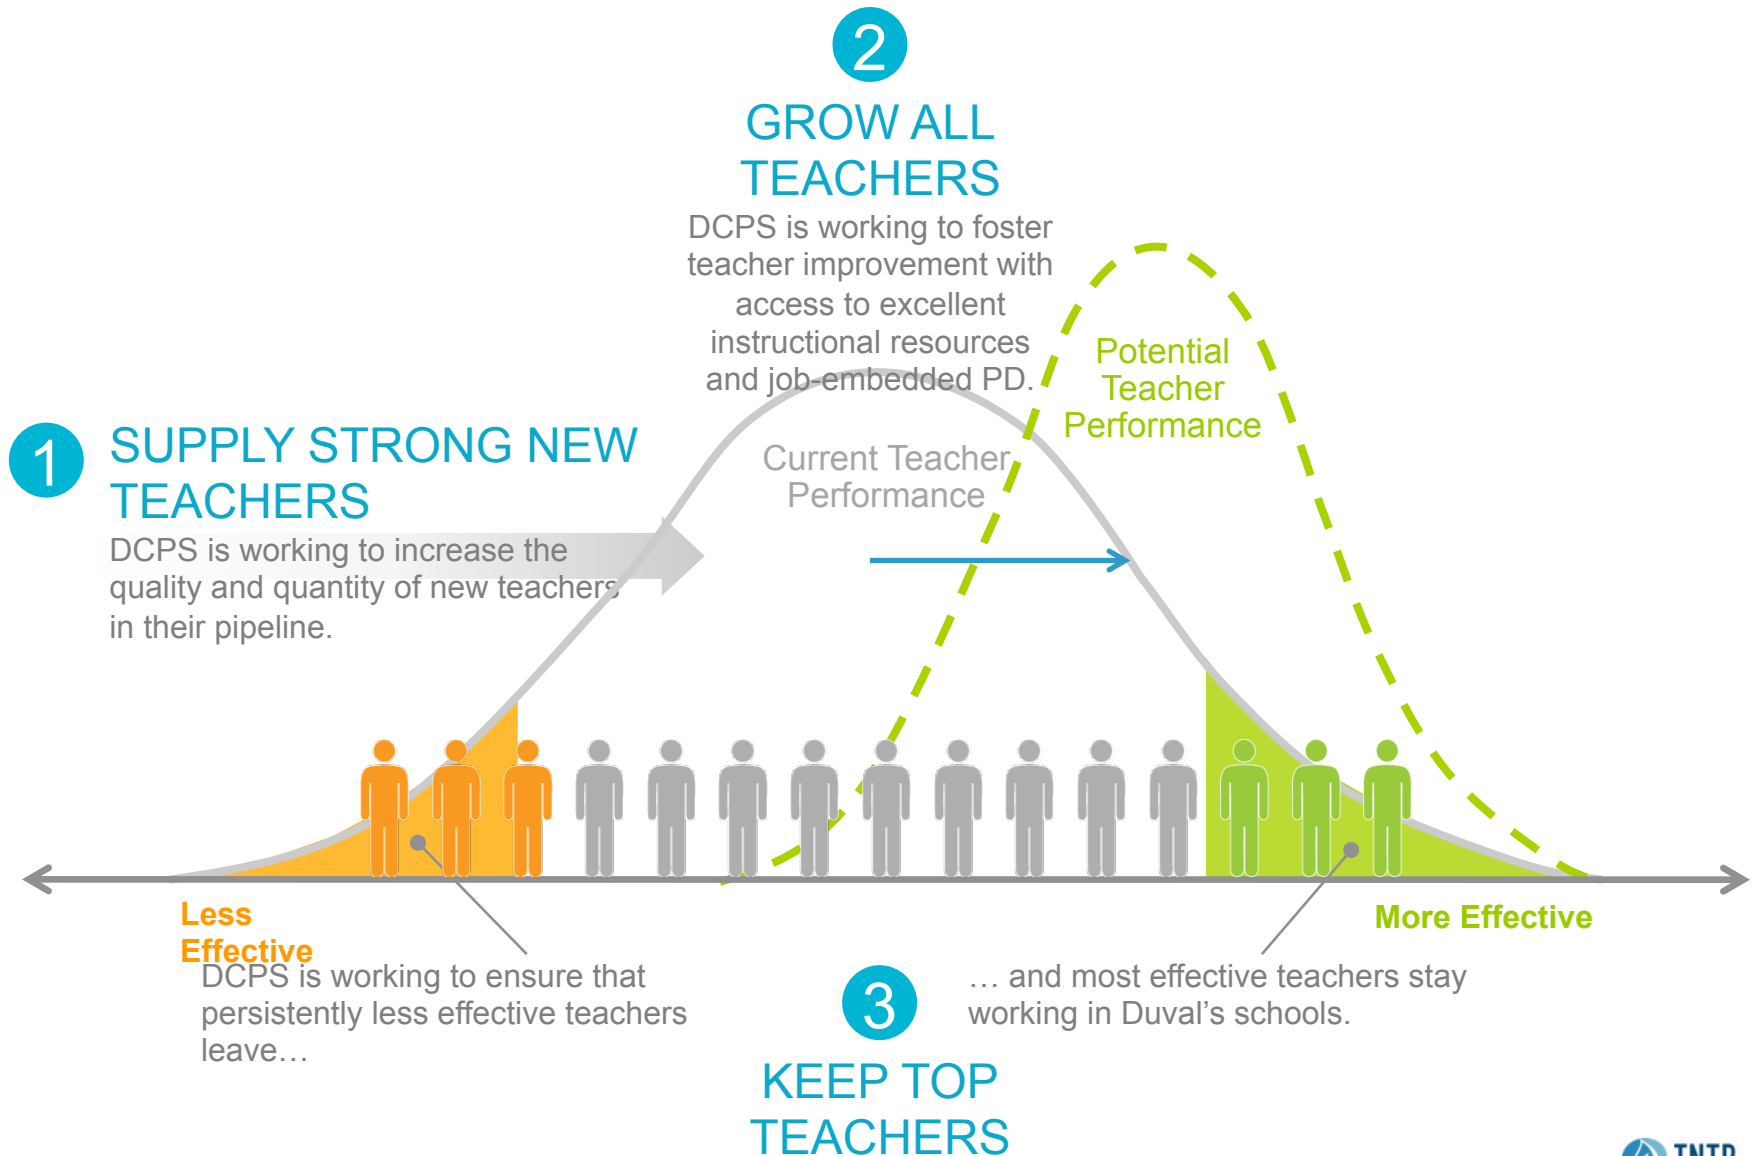 2
GROW ALL
TEACHERS
DCPS is working to foster
teacher improvement with
access to excellent
instructional resources
and job-embedded PD.
Potential
Teacher
Performance
1
SUPPLY STRONG NEW
TEACHERS
DCPS is working to increase the
quality and quantity of new teachers
in their pipeline.
Current Teacher
Performance
Less
Effective
More Effective
DCPS is working to ensure that
persistently less effective teachers
leave…
3
KEEP TOP
TEACHERS
… and most effective teachers stay
working in Duval’s schools.
TNTP